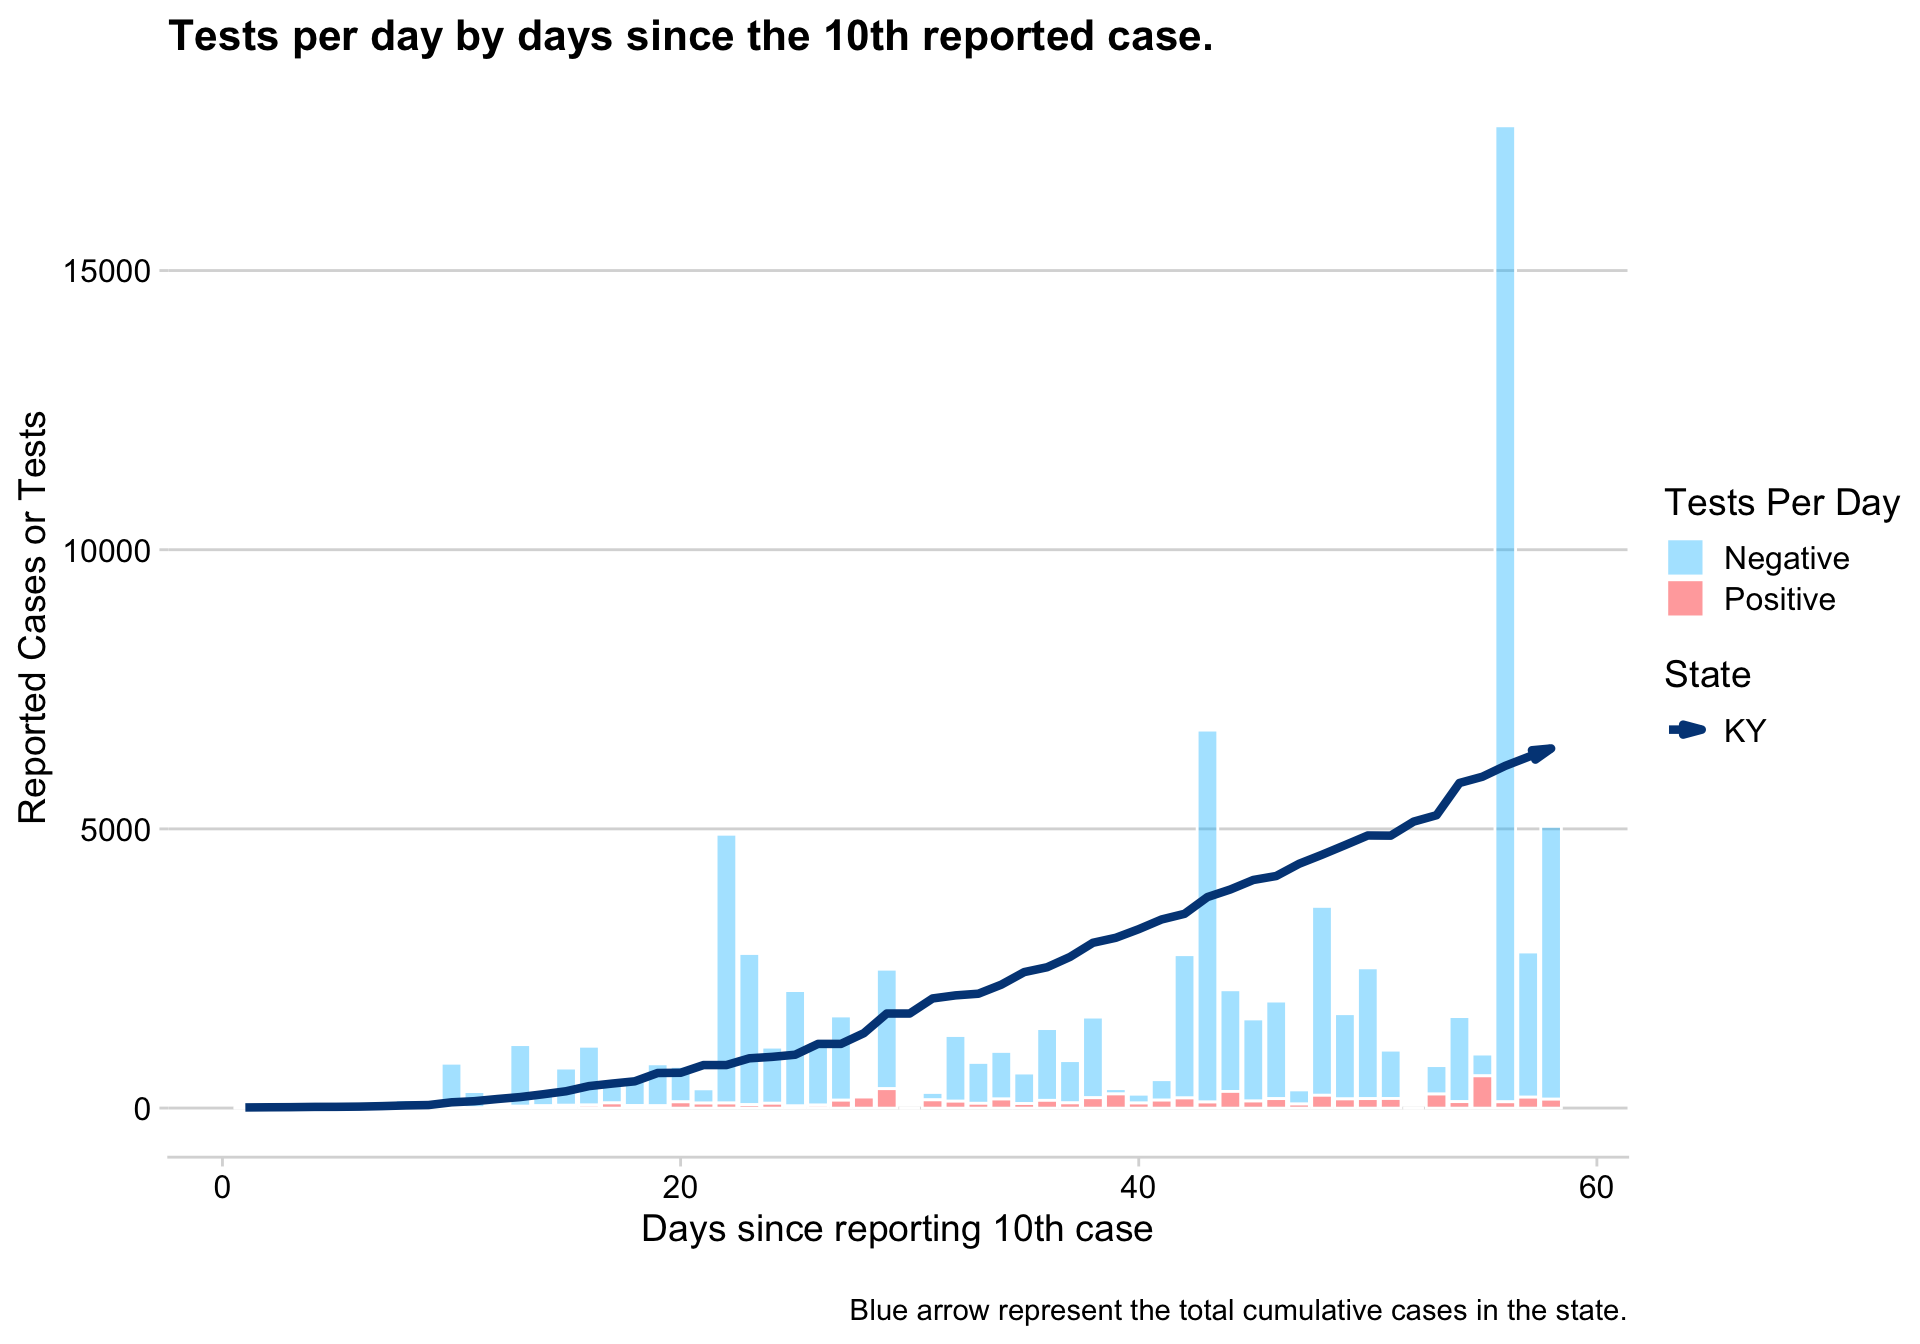 Tests per day by days since the 10th reported case.
Reported Cases or Tests
15000
10000
5000
0
0 20 40 60
Days since reporting 10th case
Tests Per Day
Negative
Positive
State
KY
Blue arrow represent the total cumulative cases in the state.